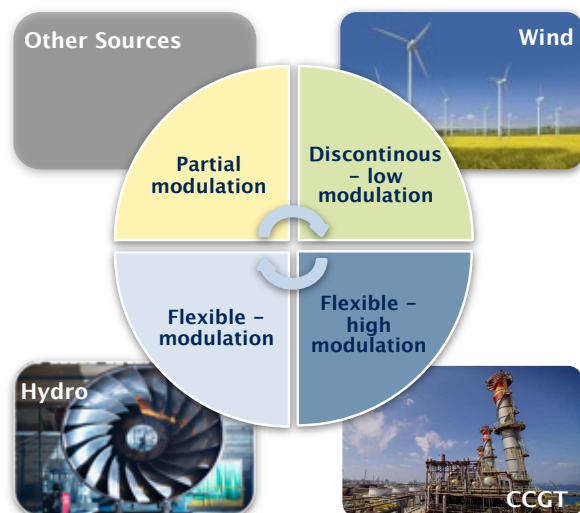 Other Sources
Wind
Partial
modulation
Discontinous
– low
modulation
Flexible –
modulation
Flexible –
high
modulation
Hydro
CCGT